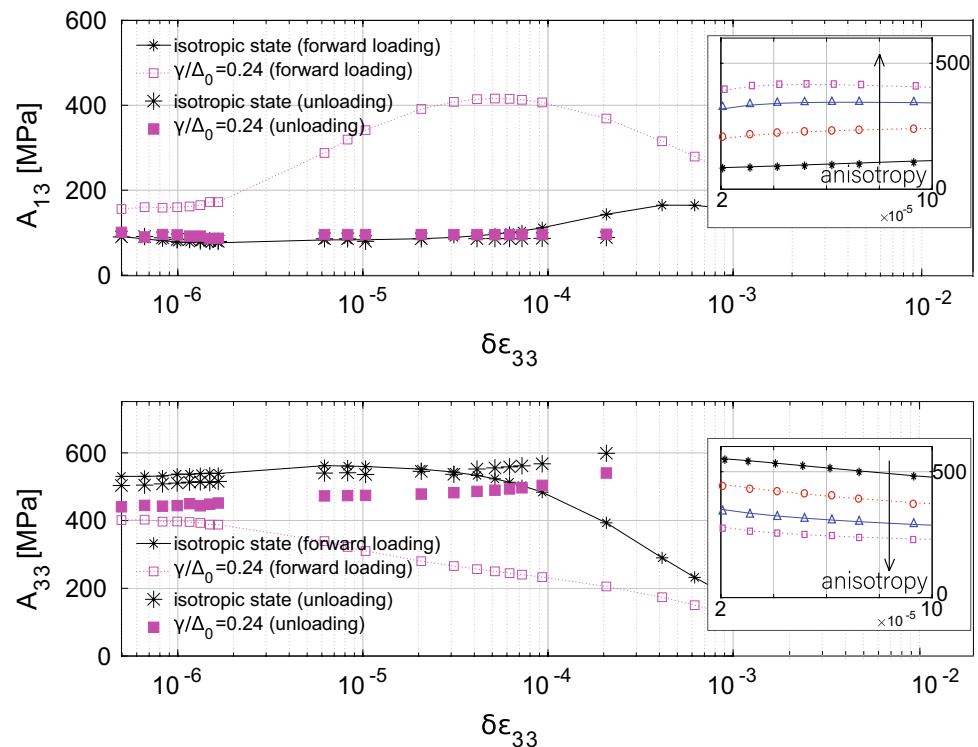 600
400
200
0
A13 [MPa]
isotropic state (forward loading)
γ/Δ0=0.24 (forward loading)
isotropic state (unloading)
γ/Δ0=0.24 (unloading)
500
0
anisotropy
2
10
×10-5
10-6
10-5
10-4
10-3
10-2
δε33
600
400
200
0
A33 [MPa]
isotropic state (forward loading)
γ/Δ0=0.24 (forward loading)
isotropic state (unloading)
γ/Δ0=0.24 (unloading)
500
0
anisotropy
2
10
×10-5
10-6
10-5
10-4
10-3
10-2
δε33